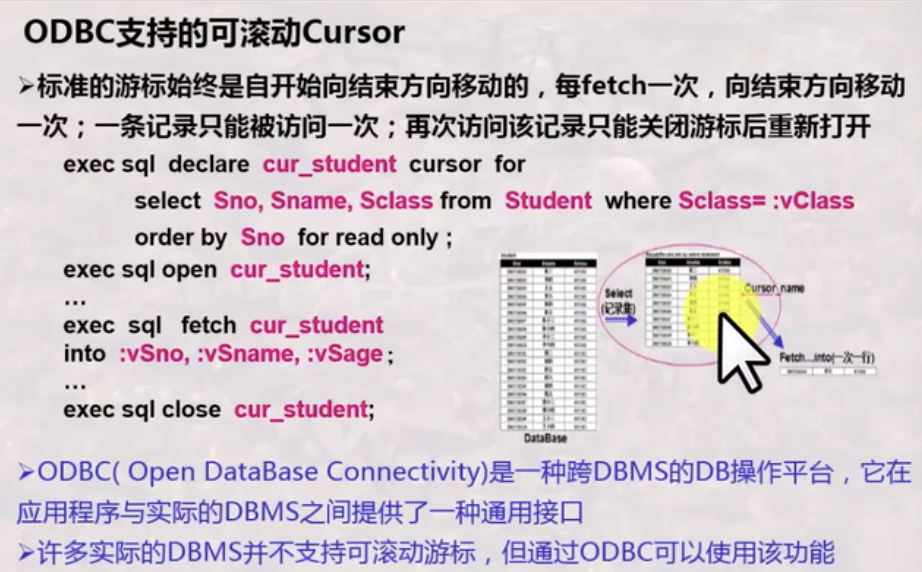 ODBC支持的可滚动Cursor
➢标准的游标始终是自开始向结束方向移动的，每fetch一次，向结束方向移动
一次；一条记录只能被访问一次；再次访问该记录只能关闭游标后重新打开
exec sql declare cur_student cursor for
select Sno, Sname, Sclass from Student where Sclass= :vClass
order by Sno for read only ;
exec sql open cur_student;
...
exec sql fetch cur_student
into :vSno, :vSname, :vSage ;
...
exec sql close cur_student;
Select
(记录集)
Cursor_name
Fetch...into(一次一行)
DataBase
➢ODBC( Open DataBase Connectivity)是一种跨DBMS的DB操作平台，它在
应用程序与实际的DBMS之间提供了一种通用接口
➢许多实际的DBMS并不支持可滚动游标，但通过ODBC可以使用该功能